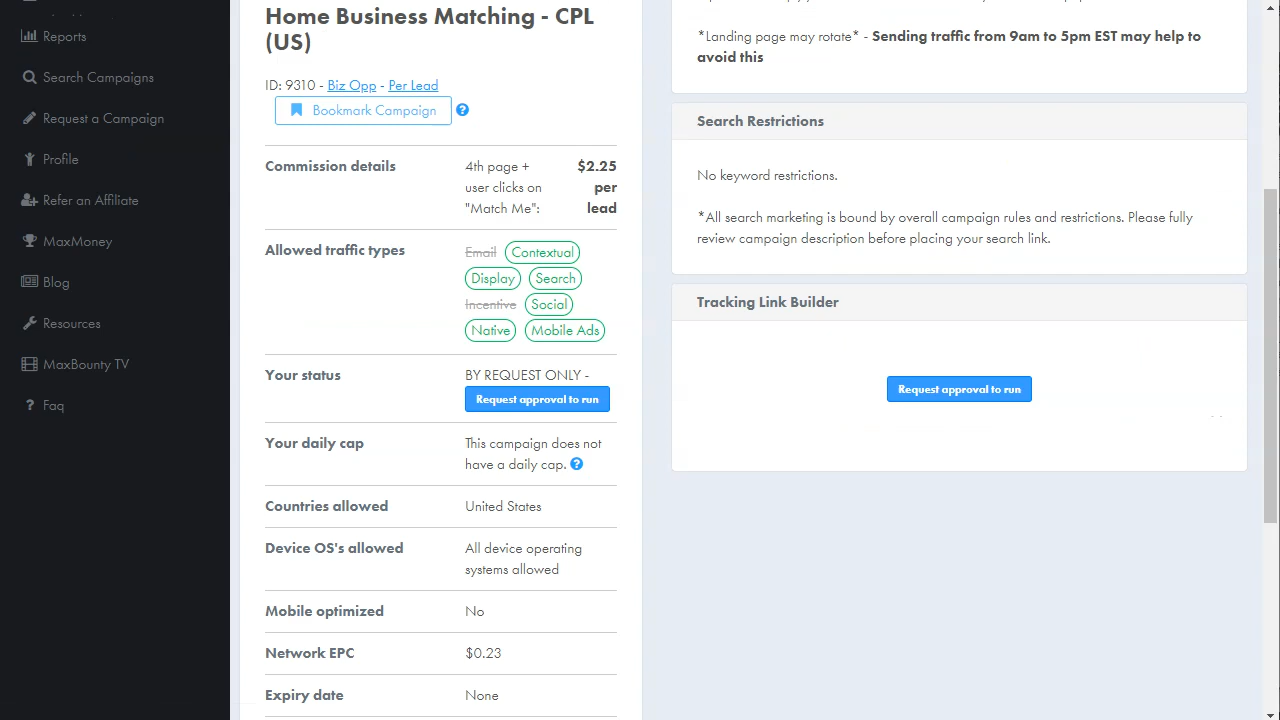 Reports
Search Campaigns
Request a Campaign
Profile
Refer an Affiliate
MaxMoney
Blog
Resources
MaxBounty TV
Faq
Home Business Matching - CPL
(US)
ID: 9310 - Biz Opp - Per Lead
Bookmark Campaign
Commission details
4th page +
user clicks on
"Match Me":
$2.25
per
lead
Allowed traffic types
Email Contextual
Display Search
Incentive Social
Native Mobile Ads
Your status
BY REQUEST ONLY -
Request approval to run
Your daily cap
This campaign does not
have a daily cap.
Countries allowed
United States
Device OS's allowed
All device operating
systems allowed
Mobile optimized
No
Network EPC
$0.23
Expiry date
None
*Landing page may rotate* - Sending traffic from 9am to 5pm EST may help to
avoid this
Search Restrictions
No keyword restrictions.
*All search marketing is bound by overall campaign rules and restrictions. Please fully
review campaign description before placing your search link.
Tracking Link Builder
Request approval to run